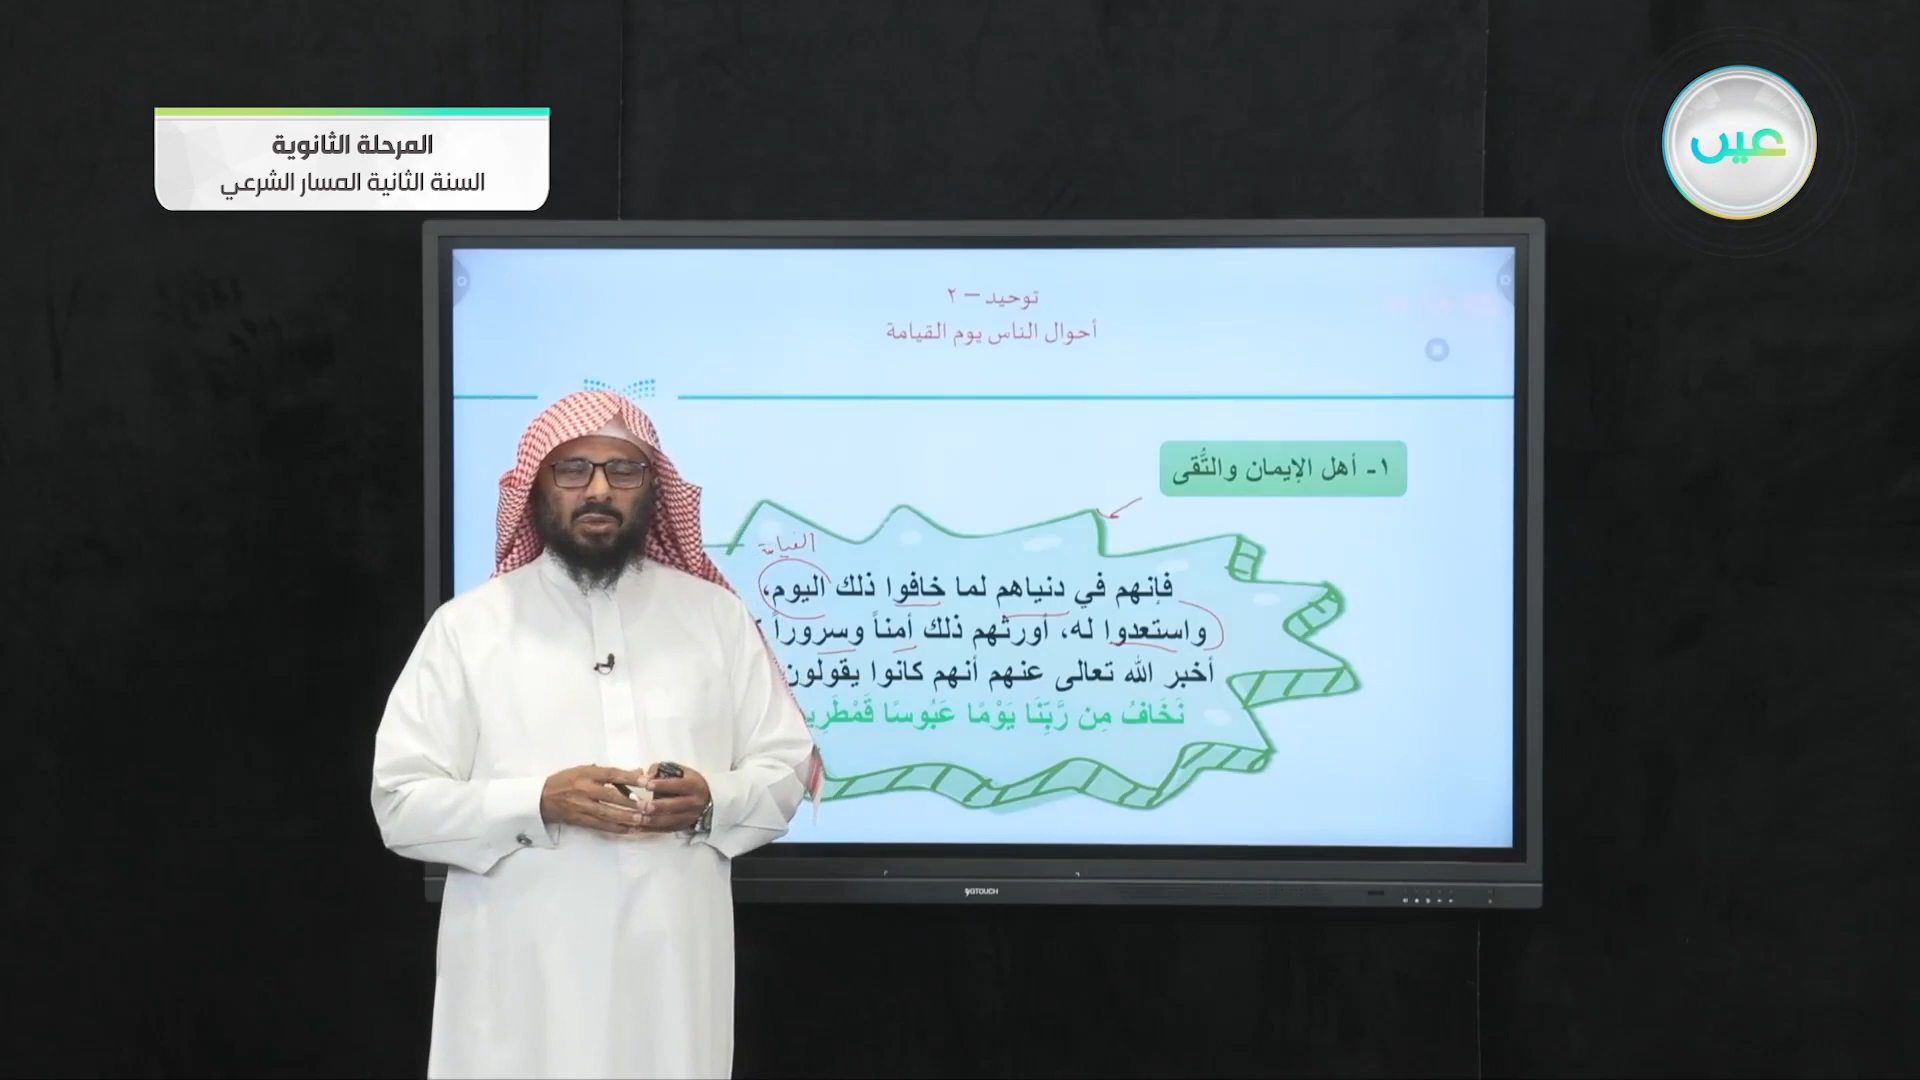 المرحلة الثانوية
السنة الثانية المسار الشرعي
عين
توحيد – ٢
أحوال الناس يوم القيامة
١- أهل الإيمان والتُّقى
القيامة
فإنهم في دنياهم لما خافوا ذلك اليوم،
واستعدوا له، أورثهم ذلك أمناً وسروراً
أخبر الله تعالى عنهم أنهم كانوا يقولون
نَخَافُ مِن رَّبِّنَا يَوْمًا عَبُوسًا